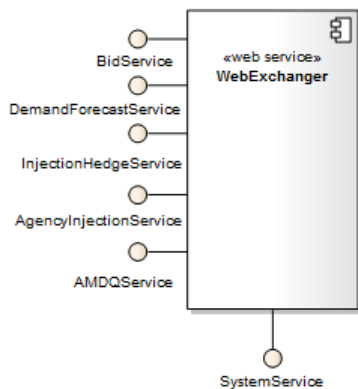 «web service»
WebExchanger
BidService
DemandForecastService
InjectionHedgeService
AgencyInjectionService
AMDQService
SystemService